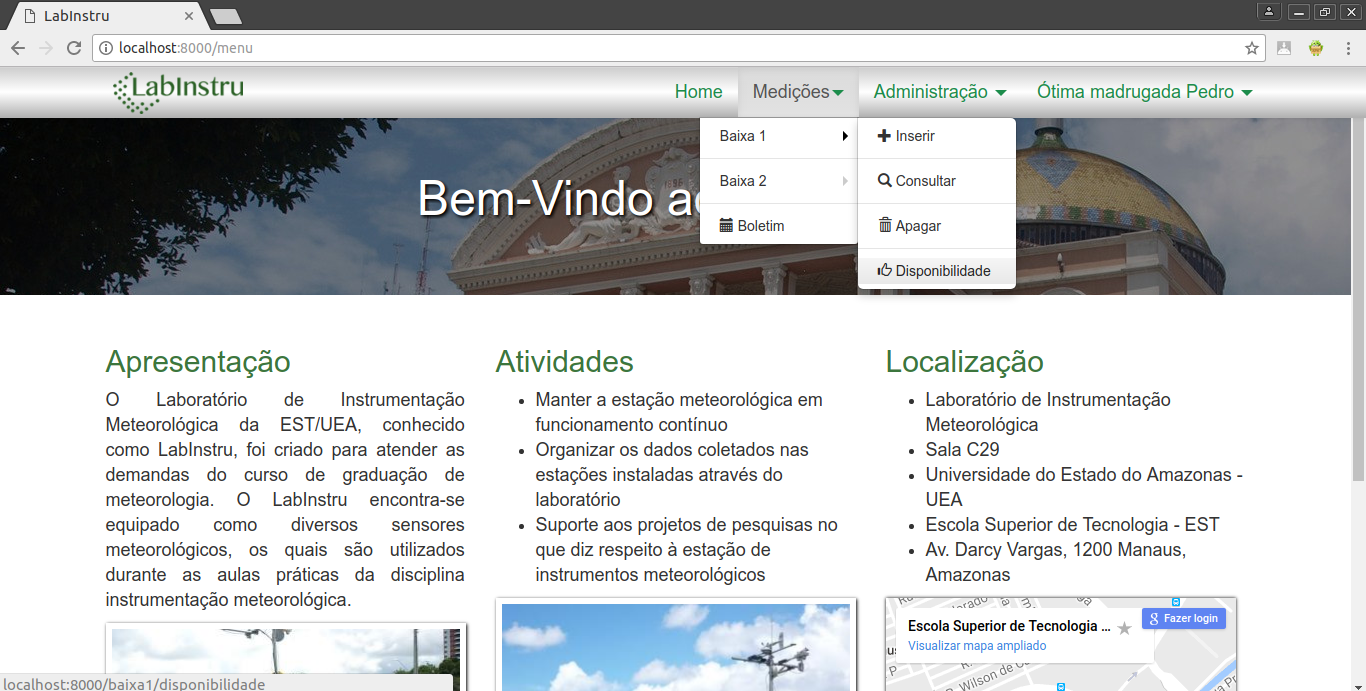 LabInstru
localhost:8000/menu
LabInstru
Home
Medições
Administração
Ótima madrugada Pedro
Baixa 1
Baixa 2
Boletim
Inserir
Consultar
Apagar
Disponibilidade
Bem-Vindo
Apresentação
O Laboratório de Instrumentação
Meteorológica da EST/UEA, conhecido
como LabInstru, foi criado para atender as
demandas do curso de graduação de
meteorologia. O LabInstru encontra-se
equipado como diversos sensores
meteorológicos, os quais são utilizados
durante as aulas práticas da disciplina
instrumentação meteorológica.
Atividades
Manter a estação meteorológica em
funcionamento contínuo
Organizar os dados coletados nas
estações instaladas através do
laboratório
Suporte aos projetos de pesquisas no
que diz respeito à estação de
instrumentos meteorológicos
Localização
Laboratório de Instrumentação
Meteorológica
Sala C29
Universidade do Estado do Amazonas -
UEA
Escola Superior de Tecnologia - EST
Av. Darcy Vargas, 1200 Manaus,
Amazonas
Escola Superior de Tecnologia ...
Visualizar mapa ampliado
Fazer login
R. Wilson de
localhost:8000/baixa1/disponibilidade